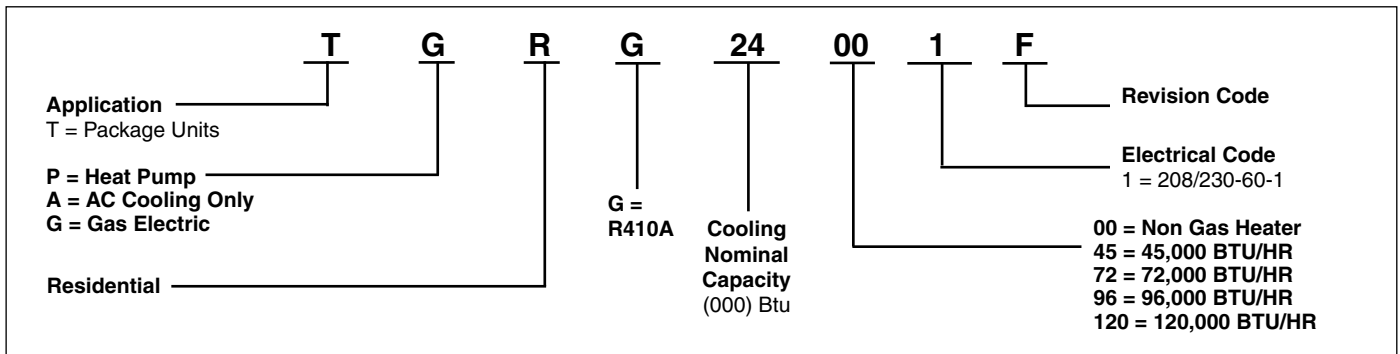 T G R G 24 00 1 F
Application
T = Package Units
P = Heat Pump
A = AC Cooling Only
G = Gas Electric
Residential
G =
R410A
Cooling
Nominal
Capacity
(000) Btu
Revision Code
Electrical Code
1 = 208/230-60-1
00 = Non Gas Heater
45 = 45,000 BTU/HR
72 = 72,000 BTU/HR
96 = 96,000 BTU/HR
120 = 120,000 BTU/HR